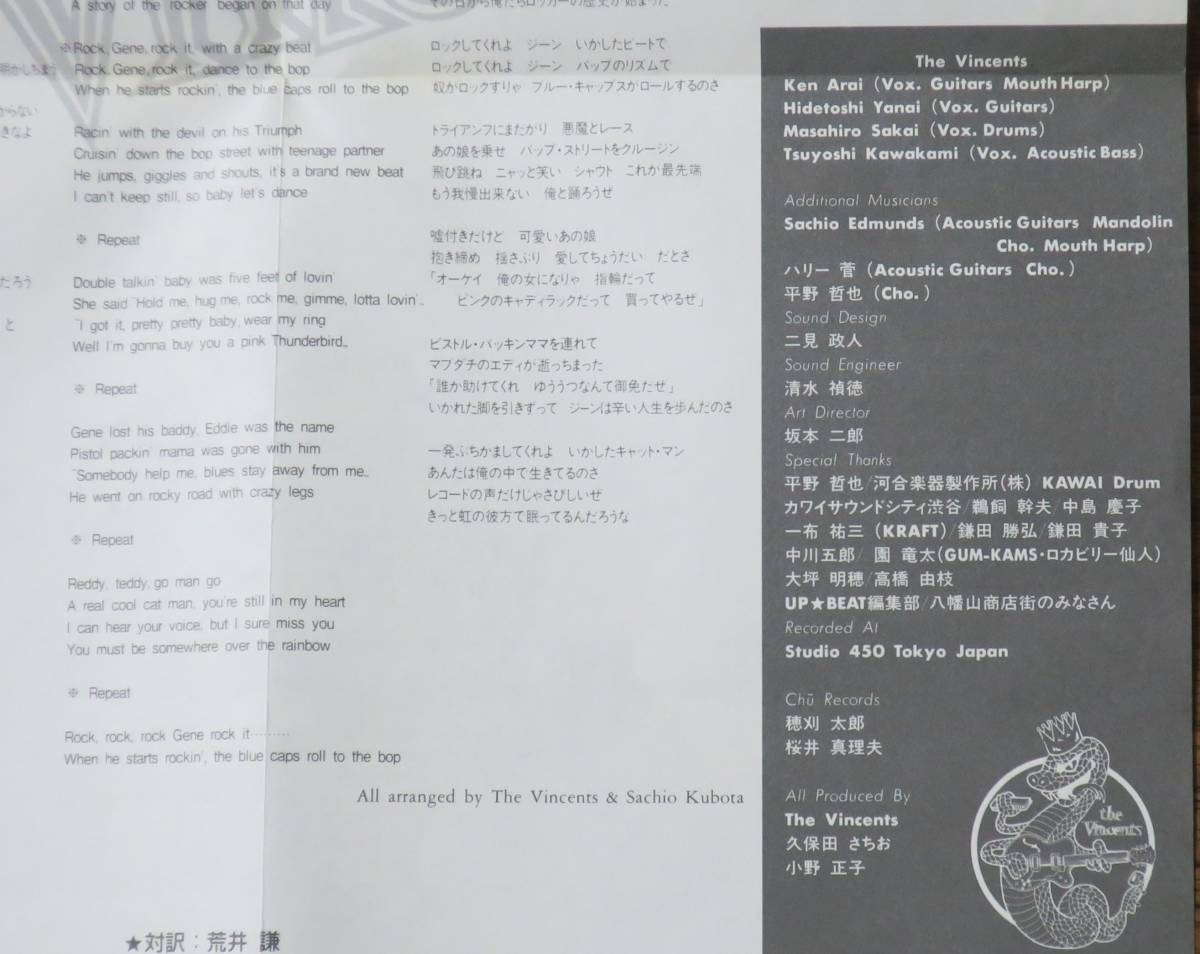 A story of the rocker began on that day
※Rock, Gene, rock it, with a crazy beat
Rock, Gene, rock it, dance to the bop
When he starts rockin', the blue caps roll to the bop
Racin' with the devil on his Triumph
Cruisin' down the bop street with teenage partner
He jumps, giggles and shouts, it's a brand new beat
I can't keep still, so baby let's dance
※ Repeat
Double talkin' baby was five feet of lovin'
She said "Hold me, hug me, rock me, gimme, lotta lovin'„
"I got it, pretty pretty baby, wear my ring
Well I'm gonna buy you a pink Thunderbird„
※ Repeat
Gene lost his baddy, Eddie was the name
Pistol packin' mama was gone with him
"Somebody help me, blues stay away from me„
He went on rocky road with crazy legs
※ Repeat
Reddy, teddy, go man go
A real cool cat man, you're still in my heart
I can hear your voice, but I sure miss you
You must be somewhere over the rainbow
※ Repeat
Rock, rock, rock Gene rock it………
When he starts rockin', the blue caps roll to the bop
その日から俺たちロッカーの歴史が始まった
ロックしてくれよ ジーン いかしたビートで
ロックしてくれよ ジーン バップのリズムで
奴がロックすりゃ ブルー・キャップスがロールするのさ
トライアンフにまたがり 悪魔とレース
あの娘を乗せ バップ・ストリートをクルージン
飛び跳ね ニャッと笑い シャウト これが最先端
もう我慢出来ない 俺と踊ろうぜ
嘘付きだけど 可愛いあの娘
抱き締め 揺さぶり 愛してちょうだい だとさ
「オーケイ 俺の女になりゃ 指輪だって
ピンクのキャディラックだって 買ってやるぜ」
ピストル・パッキンママを連れて
マブダチのエディが逝っちまった
「誰か助けてくれ ゆううつなんて御免だぜ」
いかれた脚を引きずって ジーンは辛い人生を歩んだのさ
一発ぶちかましてくれよ いかしたキャット・マン
あんたは俺の中で生きてるのさ
レコードの声だけじゃさびしいぜ
きっと虹の彼方で眠ってるんだろうな
All arranged by The Vincents & Sachio Kubota
★対訳：荒井 謙
からない
きなよ
だろう
と
The Vincents
Ken Arai (Vox. Guitars Mouth Harp)
Hidetoshi Yanai (Vox. Guitars)
Masahiro Sakai (Vox. Drums)
Tsuyoshi Kawakami (Vox. Acoustic Bass)
Additional Musicians
Sachio Edmunds (Acoustic Guitars Mandolin
Cho. Mouth Harp)
ハリー 菅 (Acoustic Guitars Cho.)
平野 哲也 (Cho.)
Sound Design
二見 政人
Sound Engineer
清水 禎徳
Art Director
坂本 二郎
Special Thanks
平野 哲也/河合楽器製作所(株) KAWAI Drum
カワイサウンドシティ渋谷/鵜飼 幹夫/中島 慶子
一布 祐三 (KRAFT)/鎌田 勝弘/鎌田 貴子
中川五郎/ 園 竜太(GUM-KAMS・ロカビリー仙人)
大坪 明穂/高橋 由枝
UP★BEAT編集部/八幡山商店街のみなさん
Recorded At
Studio 450 Tokyo Japan
Chū Records
穂刈 太郎
桜井 真理夫
All Produced By
The Vincents
久保田 さちお
小野 正子
the
Vincents